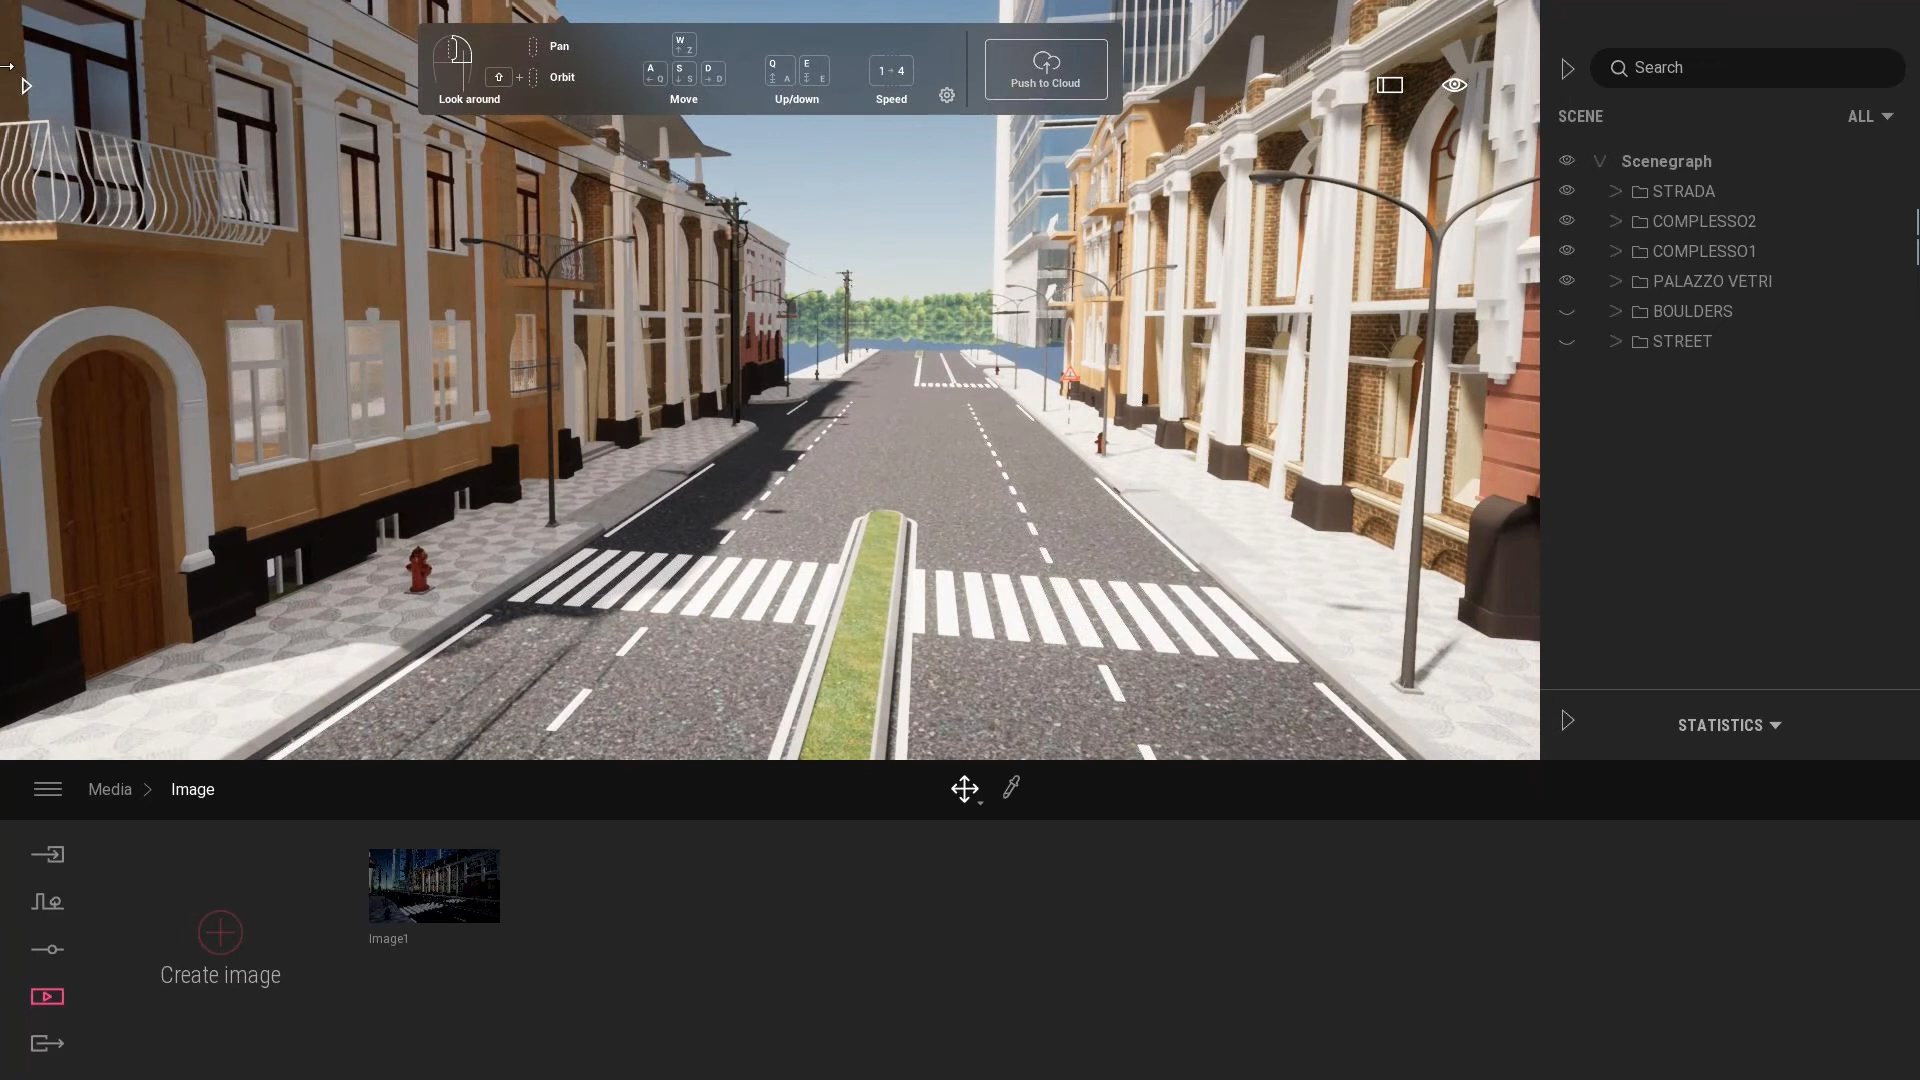 Pan
Orbit
Look around
W
Z
A
Q
S
S
D
D
Move
Q
A
E
E
Up/down
1 4
Speed
Push to Cloud
Search
SCENE
ALL
Scenegraph
STRADA
COMPLESSO2
COMPLESSO1
PALAZZO VETRI
BOULDERS
STREET
STATISTICS
Media
Image
Create image
Image1